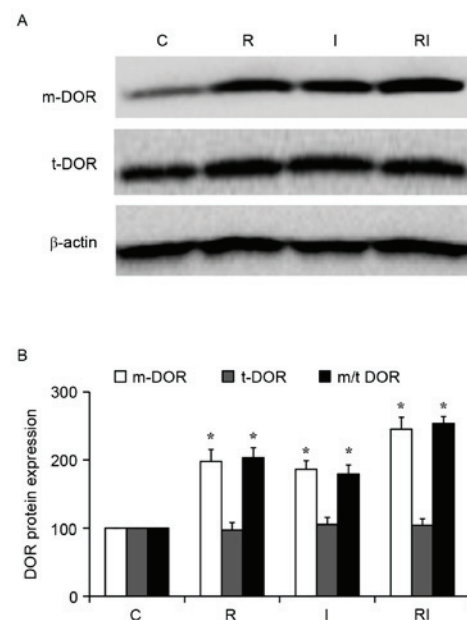 A
C R I RI
m-DOR
t-DOR
β-actin
B
m-DOR t-DOR m/t DOR
300
* * * * * *
200
100
0
DOR protein expression
C R I RI